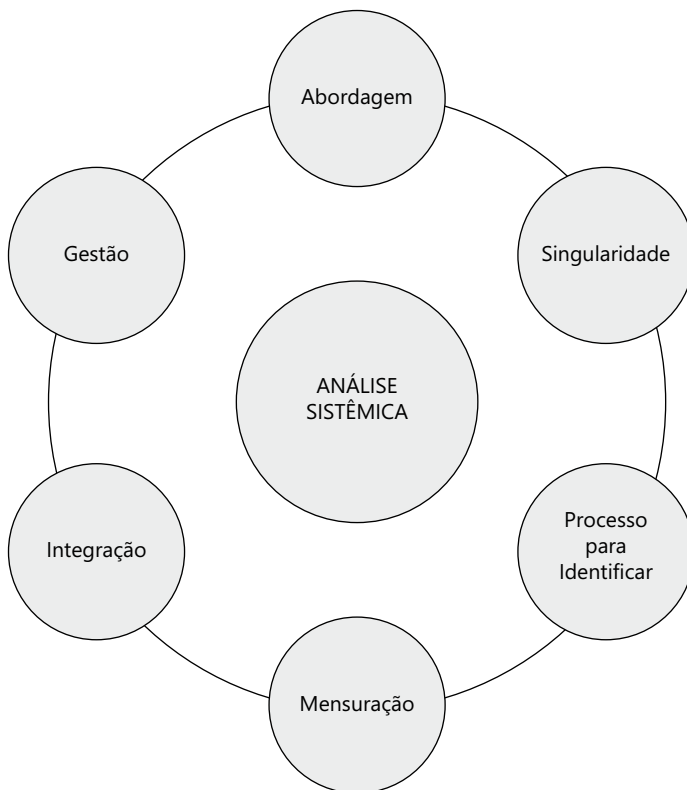 Abordagem
Singularidade
Processo
para
Identificar
Mensuração
Integração
Gestão
ANÁLISE
SISTÊMICA